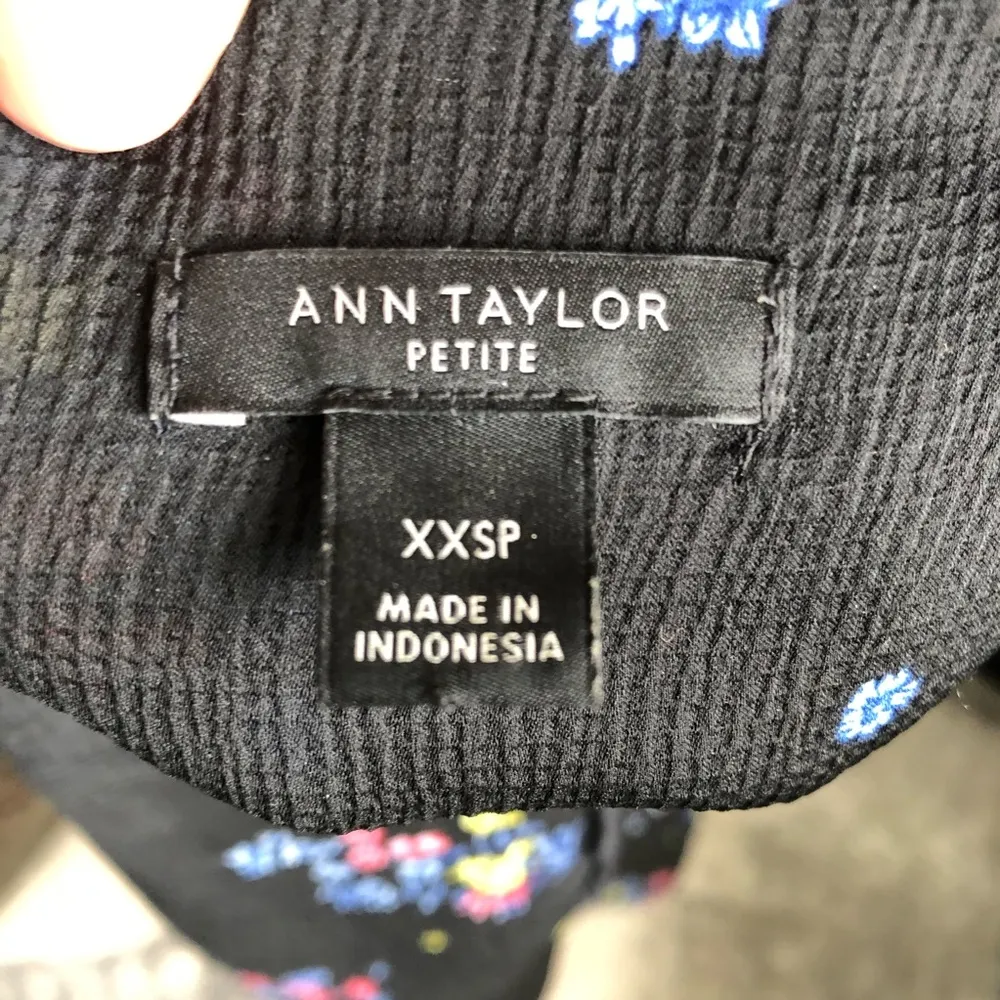 ANN TAYLOR
PETITE
XXSP
MADE IN
INDONESIA